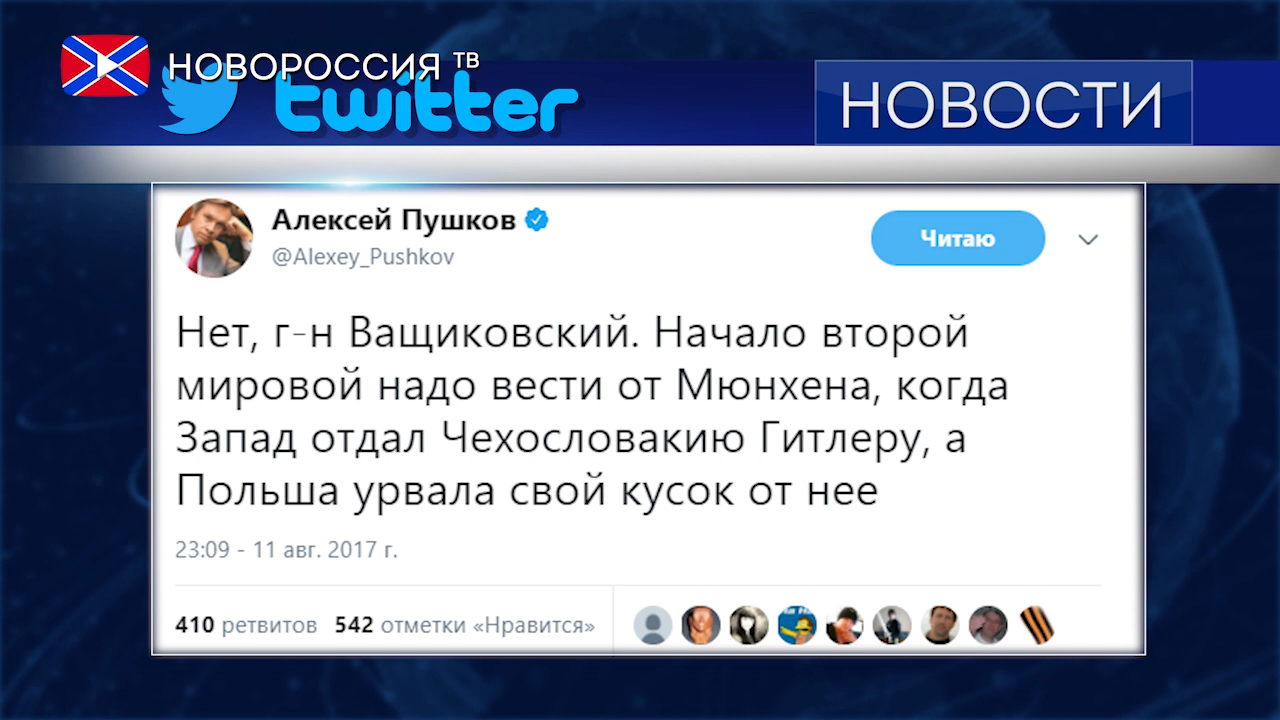 НОВОРОССИЯ ТВ
twitter
НОВОСТИ
Алексей Пушков
@Alexey_Pushkov
Читаю
Нет, г-н Ващиковский. Начало второй
мировой надо вести от Мюнхена, когда
Запад отдал Чехословакию Гитлеру, а
Польша урвала свой кусок от нее
23:09 - 11 авг. 2017 г.
410 ретвитов 542 отметки «Нравится»